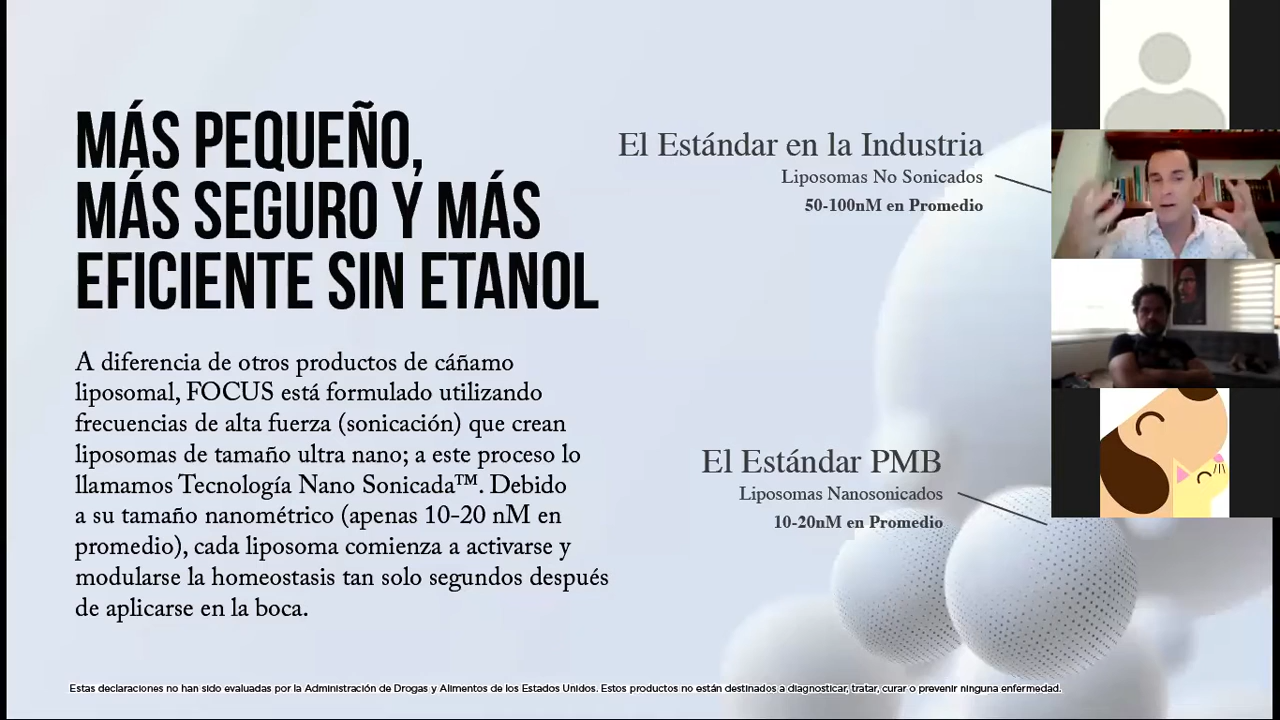 MÁS PEQUEÑO,
MÁS SEGURO Y MÁS
EFICIENTE SIN ETANOL
A diferencia de otros productos de cáñamo
liposomal, FOCUS está formulado utilizando
frecuencias de alta fuerza (sonicación) que crean
liposomas de tamaño ultra nano; a este proceso lo
llamamos Tecnología Nano Sonicada™. Debido
a su tamaño nanométrico (apenas 10-20 nM en
promedio), cada liposoma comienza a activarse y
modularse la homeostasis tan solo segundos después
de aplicarse en la boca.
El Estándar en la Industria
Liposomas No Sonicados
50-100nM en Promedio
El Estándar PMB
Liposomas Nanosonicados
10-20nM en Promedio
Estas declaraciones no han sido evaluadas por la Administración de Drogas y Alimentos de los Estados Unidos. Estos productos no están destinados a diagnosticar, tratar, curar o prevenir ninguna enfermedad.